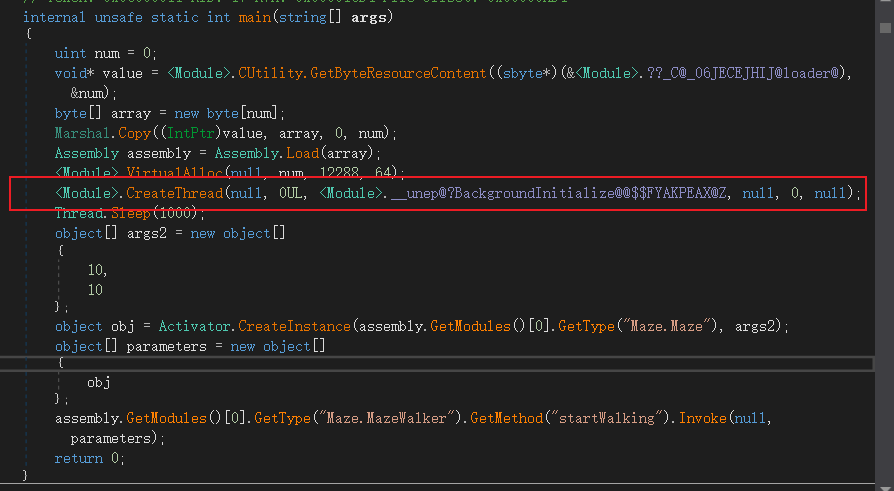 internal unsafe static int main(string[] args)
{
uint num = 0;
void* value = <Module>.CUtility.GetByteResourceContent((sbyte*)(&<Module>.??_C@_06JECEJHIJ@loader@),
&num);
byte[] array = new byte[num];
Marshal.Copy((IntPtr)value, array, 0, num);
Assembly assembly = Assembly.Load(array);
<Module>.VirtualAlloc(null, num, 12288, 64);
<Module>.CreateThread(null, 0UL, <Module>.__unep@?BackgroundInitialize@@$$FYAKPEAX@Z, null, 0, null);
Thread.Sleep(1000);
object[] args2 = new object[]
{
10,
10
};
object obj = Activator.CreateInstance(assembly.GetModules()[0].GetType("Maze.Maze"), args2);
object[] parameters = new object[]
{
obj
};
assembly.GetModules()[0].GetType("Maze.MazeWalker").GetMethod("startWalking").Invoke(null,
parameters);
return 0;
}